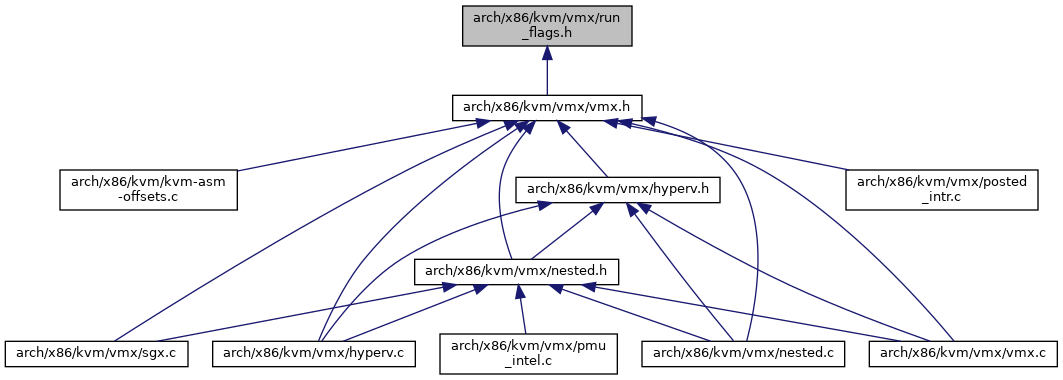 arch/x86/kvm/vmx/run
_flags.h
arch/x86/kvm/vmx/vmx.h
arch/x86/kvm/kvm-asm
-offsets.c
arch/x86/kvm/vmx/hyperv.h
arch/x86/kvm/vmx/posted
_intr.c
arch/x86/kvm/vmx/nested.h
arch/x86/kvm/vmx/sgx.c
arch/x86/kvm/vmx/hyperv.c
arch/x86/kvm/vmx/pmu
_intel.c
arch/x86/kvm/vmx/nested.c
arch/x86/kvm/vmx/vmx.c